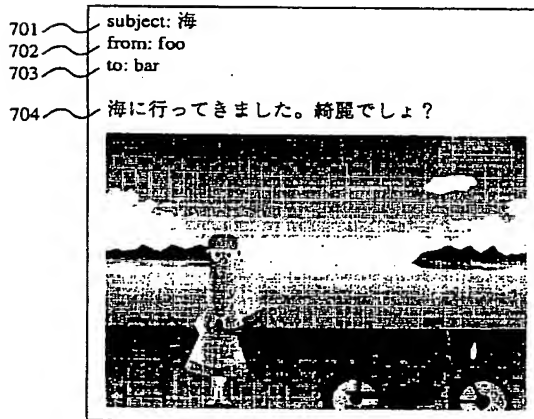 701 subject: 海
702 from: foo
703 to: bar
704 海に行ってきました。綺麗でしょ？